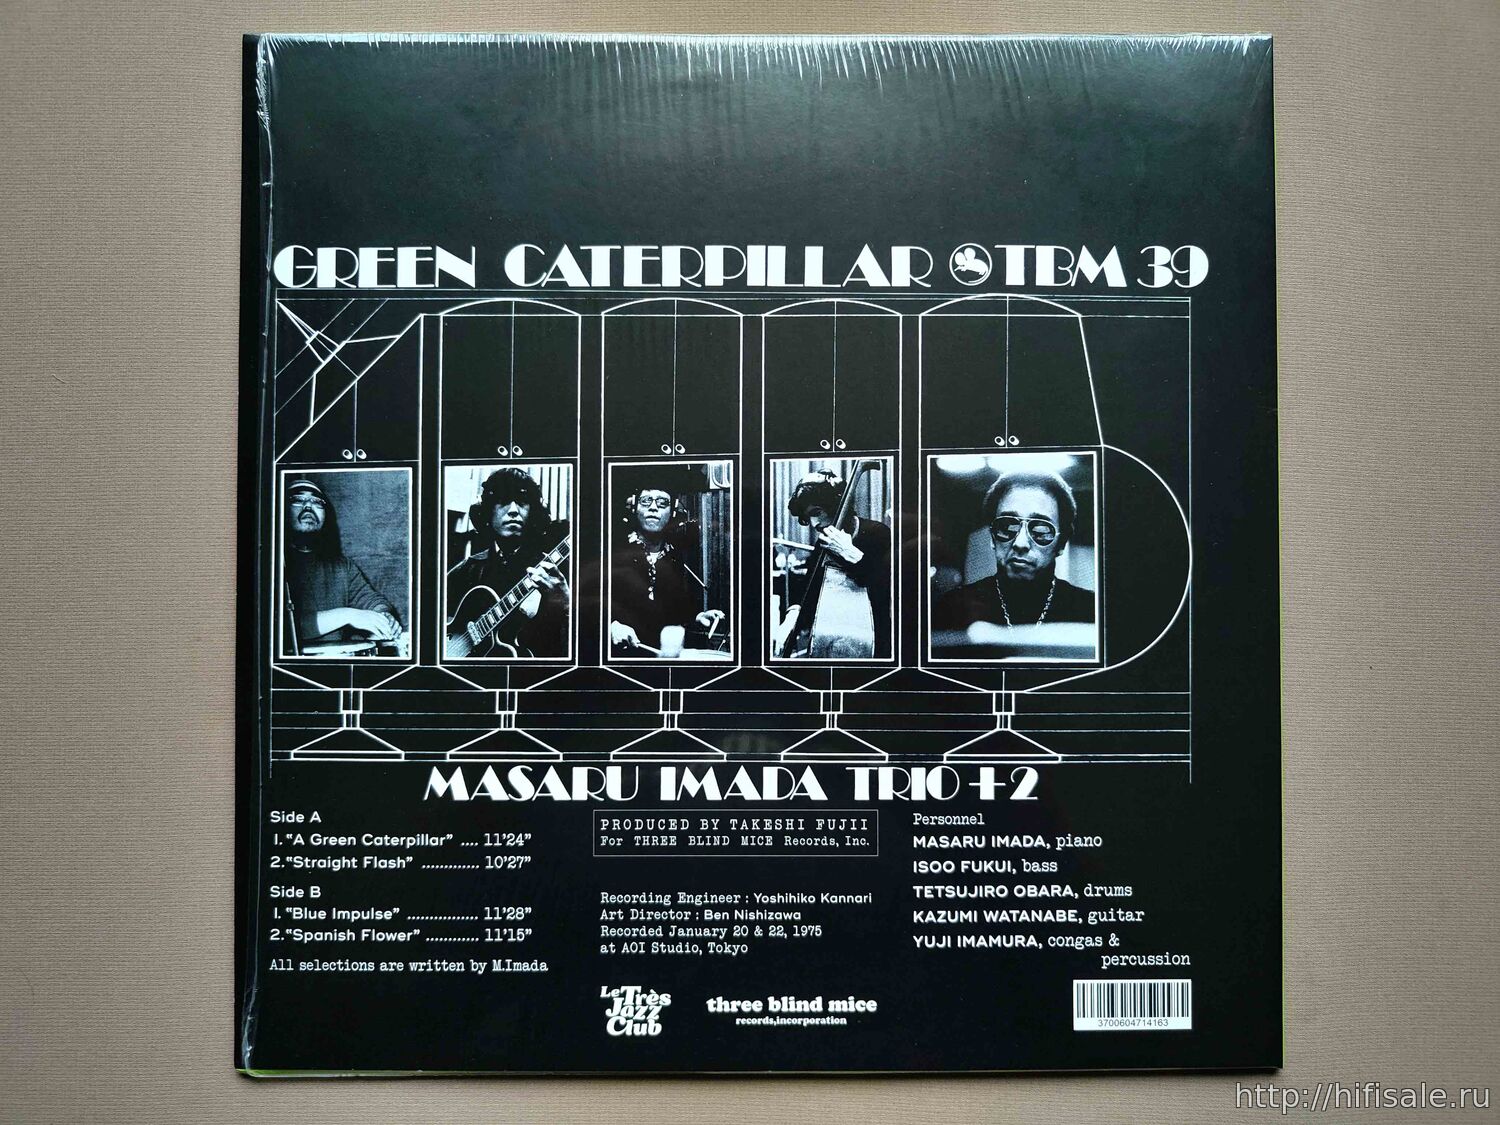 GREEN CATERPILLAR TBM 39
MASARU IMADA TRIO +2
Side A
1. "A Green Caterpillar" .... 11'24"
2. "Straight Flash" ............. 10'27"
Side B
1. "Blue Impulse" ................ 11'28"
2. "Spanish Flower" ............ 11'15"
All selections are written by M.Imada
PRODUCED BY TAKESHI FUJII
For THREE BLIND MICE Records, Inc.
Recording Engineer : Yoshihiko Kannari
Art Director : Ben Nishizawa
Recorded January 20 & 22, 1975
at AOI Studio, Tokyo
Le Très
Jazz
Club
three blind mice
records,incorporation
Personnel
MASARU IMADA, piano
ISOO FUKUI, bass
TETSUJIRO OBARA, drums
KAZUMI WATANABE, guitar
YUJI IMAMURA, congas &
percussion
3700604714163
http://hifisale.ru